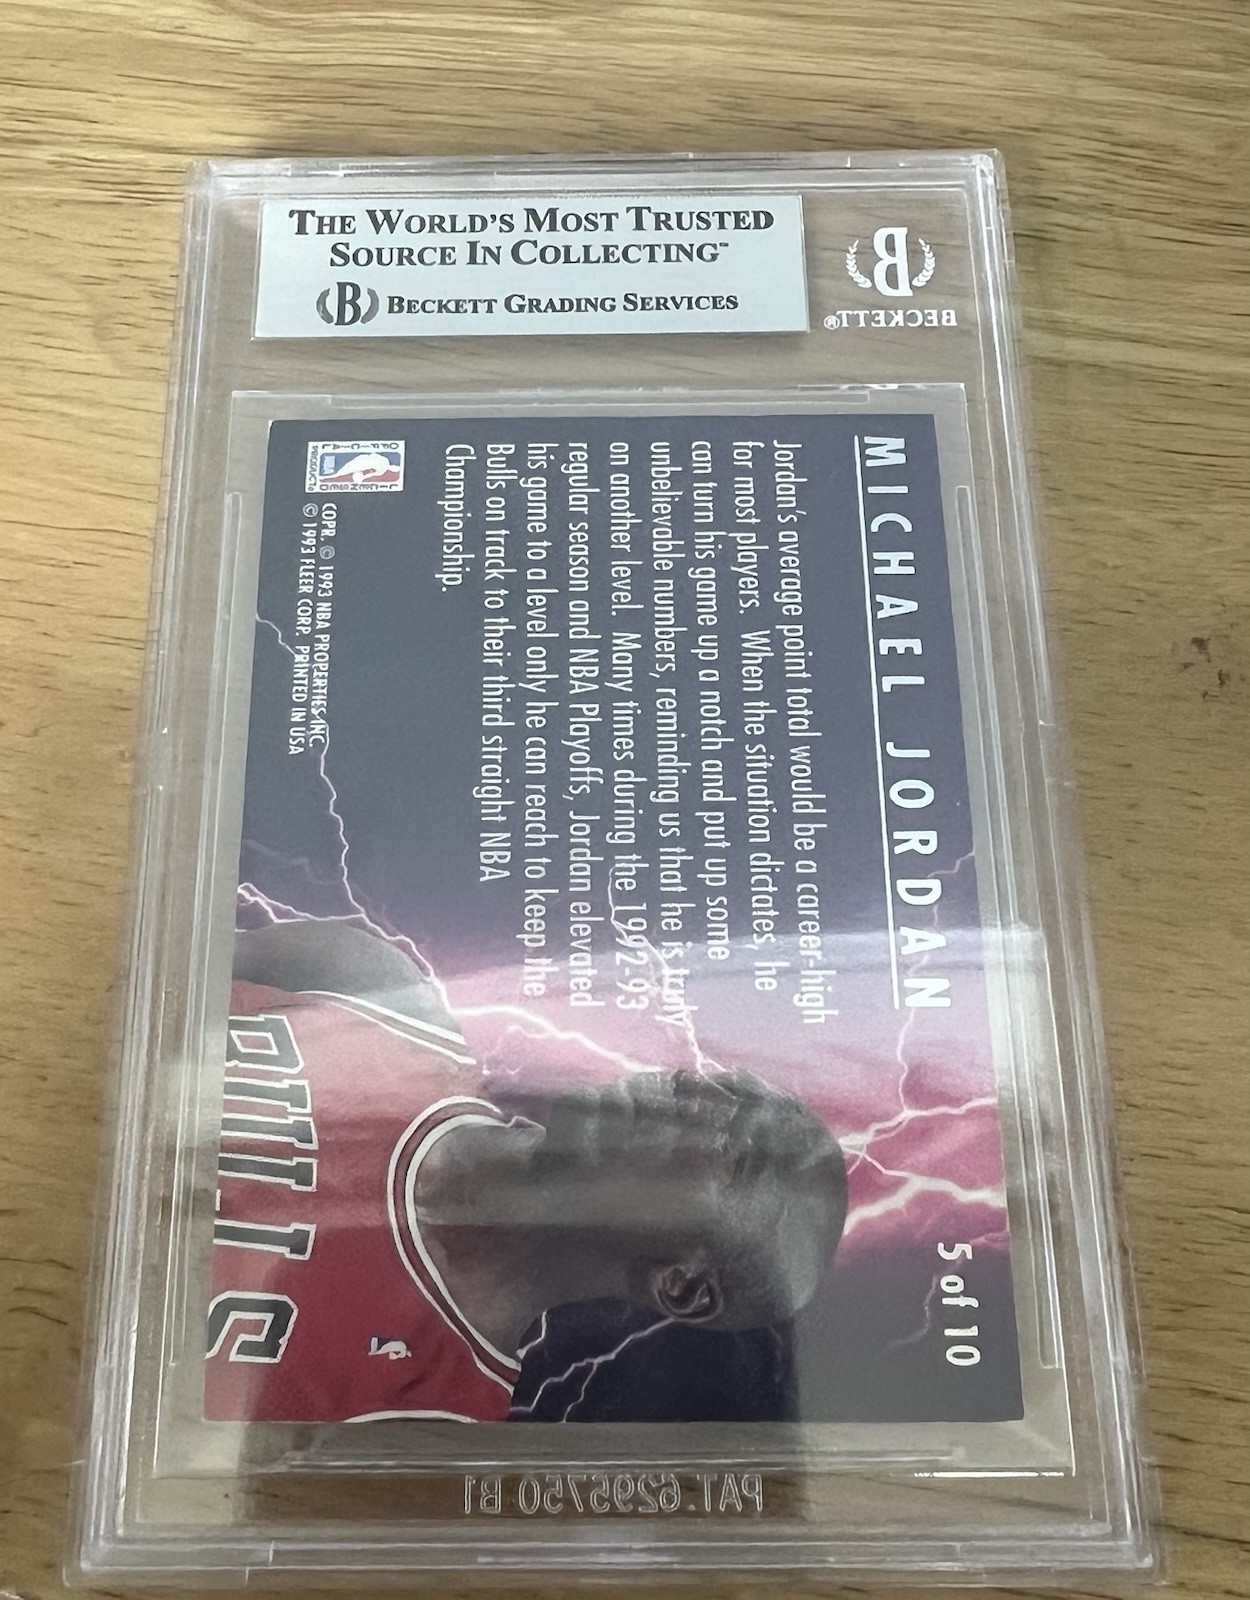 THE WORLD'S MOST TRUSTED
SOURCE IN COLLECTING™
B BECKETT GRADING SERVICES
B
BECKETT®
MICHAEL JORDAN
5 of 10
Jordan's average point total would be a career-high
for most players. When the situation dictates, he
can turn his game up a notch and put up some
unbelievable numbers, reminding us that he is truly
on another level. Many times during the 1992-93
regular season and NBA Playoffs, Jordan elevated
his game to a level only he can reach to keep the
Bulls on track to their third straight NBA
Championship.
OFFICIAL
LICENSED
NBA
COPR. © 1993 NBA PROPERTIES INC.
© 1993 FLEER CORP. PRINTED IN USA
BULLS
PAT. 6295750 B1